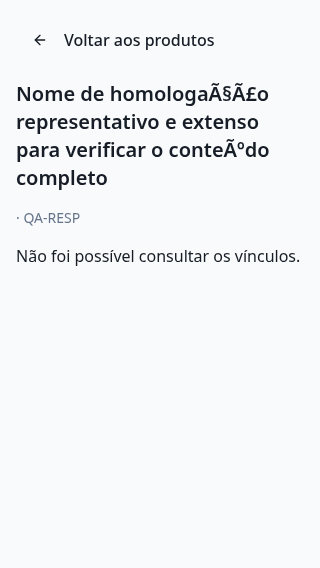 Voltar aos produtos
Nome de homologaÃ§Ã£o
representativo e extenso
para verificar o conteÃºdo
completo
· QA-RESP
Não foi possível consultar os vínculos.